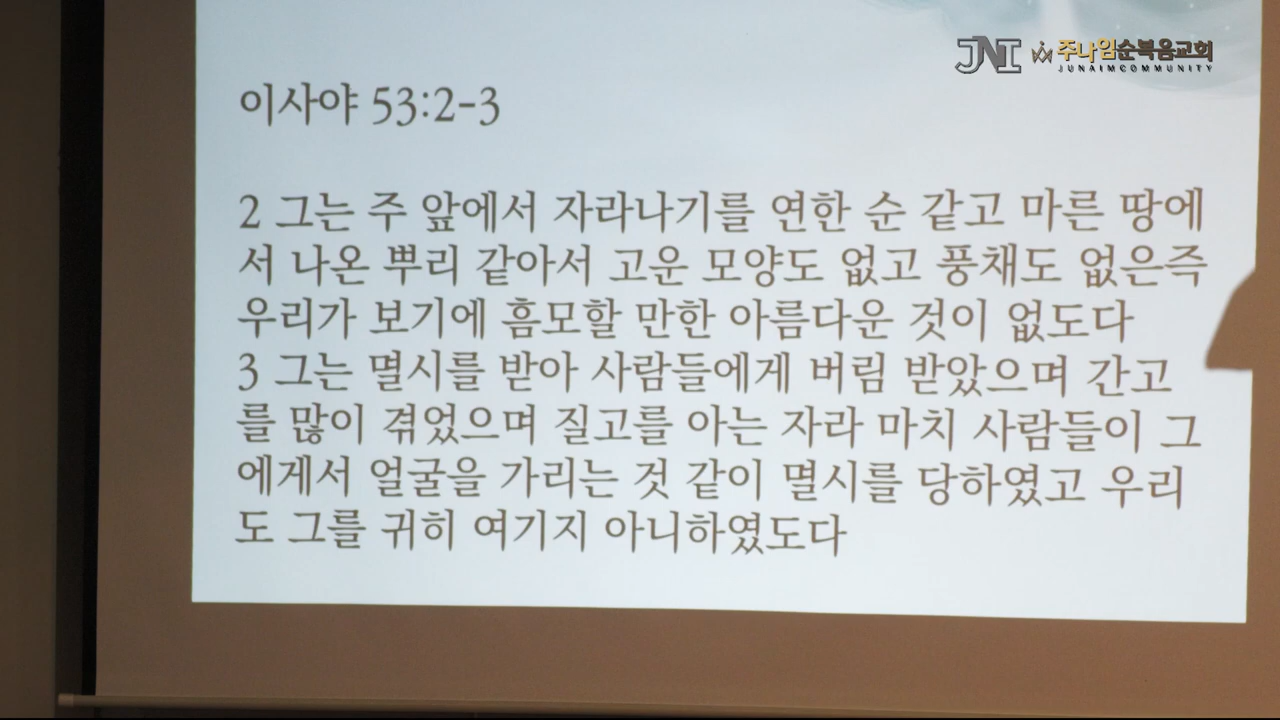 JNI 주나임순복음교회
JUNAIMCOMMUNITY
이사야 53:2-3
2 그는 주 앞에서 자라나기를 연한 순 같고 마른 땅에
서 나온 뿌리 같아서 고운 모양도 없고 풍채도 없은즉
우리가 보기에 흠모할 만한 아름다운 것이 없도다
3 그는 멸시를 받아 사람들에게 버림 받았으며 간고
를 많이 겪었으며 질고를 아는 자라 마치 사람들이 그
에게서 얼굴을 가리는 것 같이 멸시를 당하였고 우리
도 그를 귀히 여기지 아니하였도다